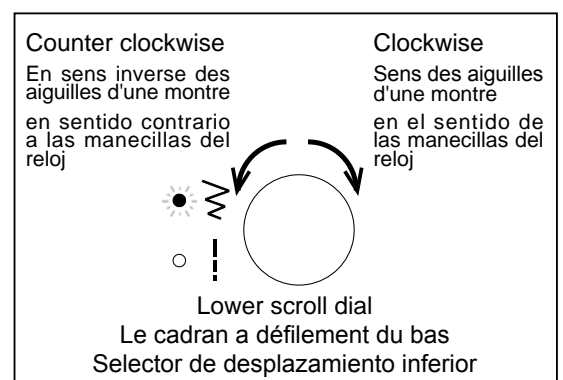 Counter clockwise
En sens inverse des
aiguilles d'une montre
en sentido contrario
a las manecillas del
reloj
Clockwise
Sens des aiguilles
d'une montre
en el sentido de
las manecillas del
reloj
Lower scroll dial
Le cadran a défilement du bas
Selector de desplazamiento inferior